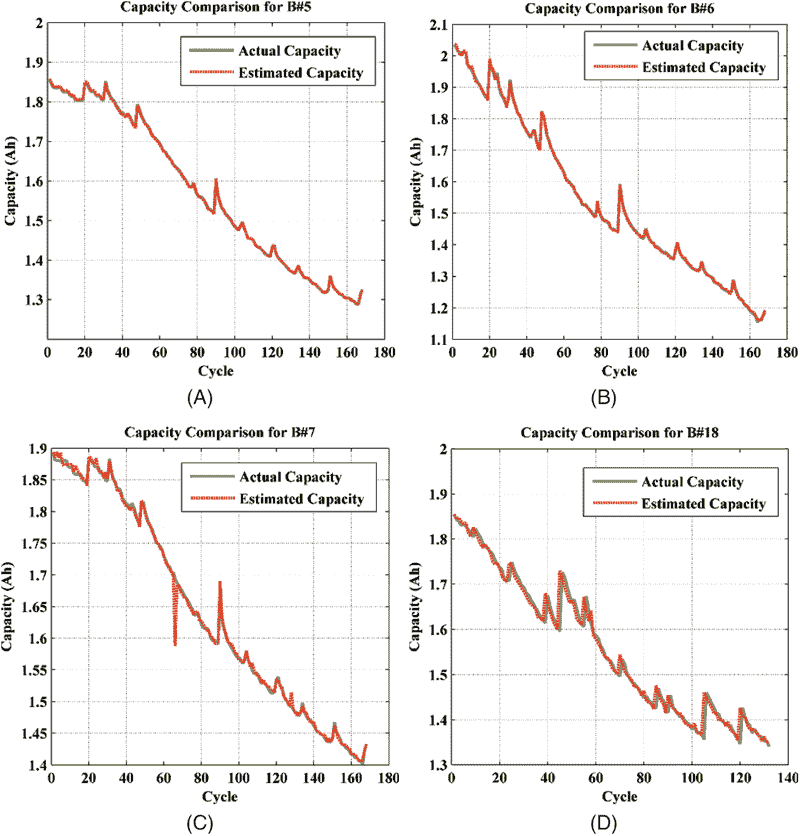 Capacity Comparison for B#5
2
1.9
1.8
1.7
1.6
1.5
1.4
1.3
Capacity (Ah)
Actual Capacity
Estimated Capacity
0 20 40 60 80 100 120 140 160 180
Cycle
(A)
Capacity Comparison for B#6
2.1
2
1.9
1.8
1.7
1.6
1.5
1.4
1.3
1.2
1.1
Capacity (Ah)
Actual Capacity
Estimated Capacity
0 20 40 60 80 100 120 140 160 180
Cycle
(B)
Capacity Comparison for B#7
1.9
1.85
1.8
1.75
1.7
1.65
1.6
1.55
1.5
1.45
1.4
Capacity (Ah)
Actual Capacity
Estimated Capacity
0 20 40 60 80 100 120 140 160 180
Cycle
(C)
Capacity Comparison for B#18
2
1.9
1.8
1.7
1.6
1.5
1.4
1.3
Capacity (Ah)
Actual Capacity
Estimated Capacity
0 20 40 60 80 100 120 140
Cycle
(D)